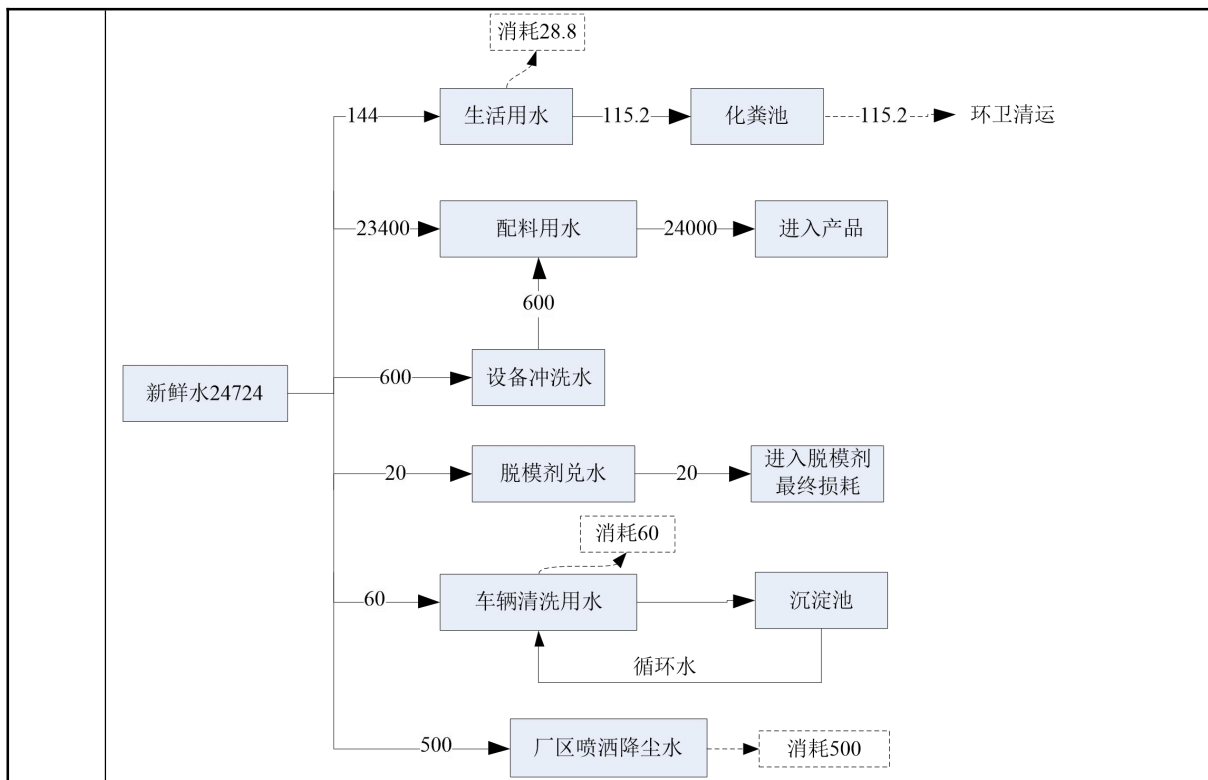 消耗28.8
144
生活用水
115.2
化粪池
115.2
环卫清运
23400
配料用水
24000
进入产品
600
新鲜水24724
600
设备冲洗水
20
脱模剂兑水
20
进入脱模剂
最终损耗
消耗60
60
车辆清洗用水
沉淀池
循环水
500
厂区喷洒降尘水
消耗500